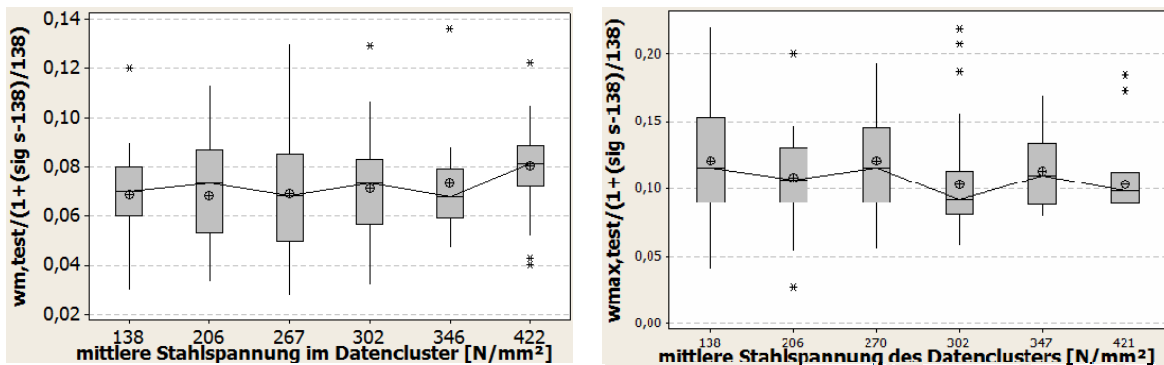 wm,test/(1+(sig s-138)/138)
0,14
0,12
0,10
0,08
0,06
0,04
0,02
138 206 267 302 346 422
mittlere Stahlspannung im Datencluster [N/mm²]
wmax,test/(1+(sig s-138)/138)
0,20
0,15
0,10
0,05
0,00
138 206 270 302 347 421
mittlere Stahlspannung des Datenclusters [N/mm²]